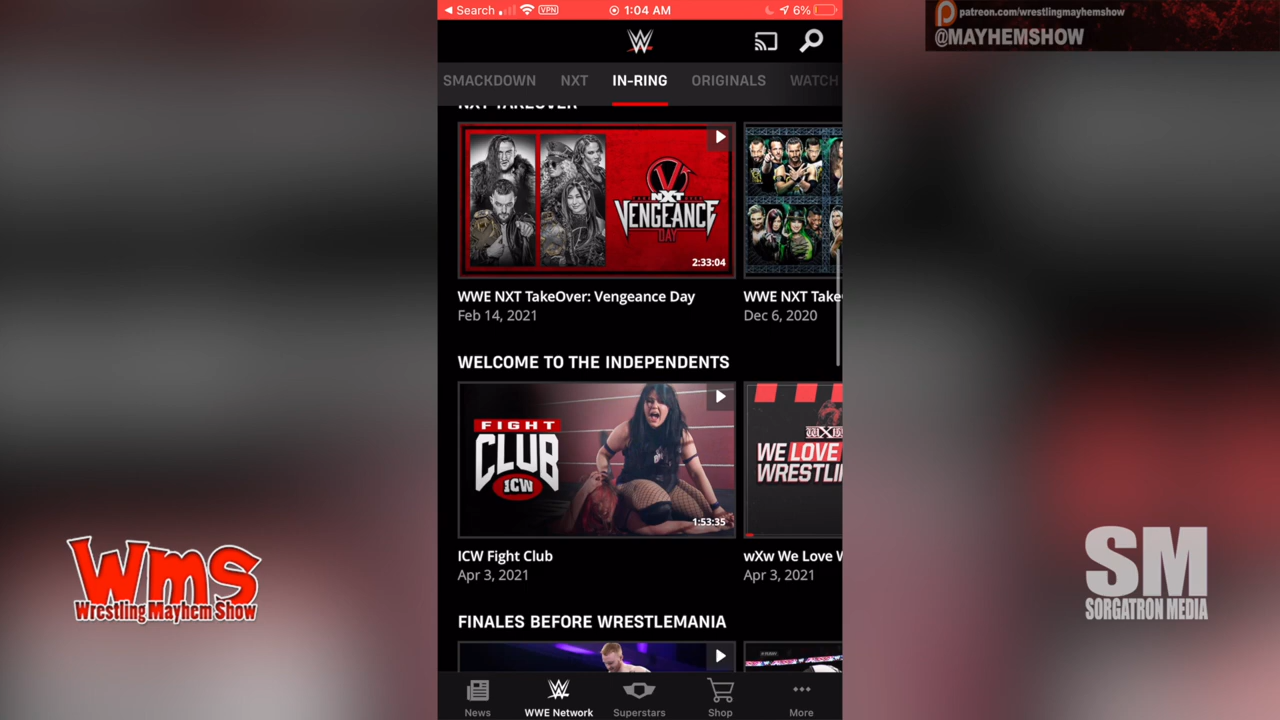 Search
VPN
1:04 AM
6%
patreon.com/wrestlingmayhemshow
@MAYHEMSHOW
W
SMACKDOWN NXT IN-RING ORIGINALS WATCH
NXT TAKEOVER
NXT
VENGEANCE
DAY
2:33:04
WWE NXT TakeOver: Vengeance Day
Feb 14, 2021
WWE NXT Take
Dec 6, 2020
WELCOME TO THE INDEPENDENTS
FIGHT
CLUB
ICW
1:53:35
wXw
WE LOVE
WRESTLIN
ICW Fight Club
Apr 3, 2021
wXw We Love W
Apr 3, 2021
FINALES BEFORE WRESTLEMANIA
wms
Wrestling Mayhem Show
SM
SORGATRON MEDIA
News
WWE Network
Superstars
Shop
More